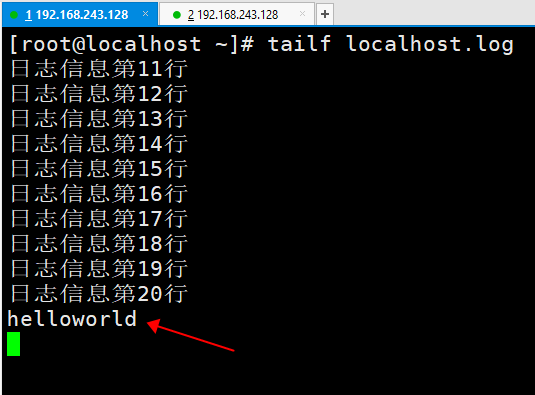 1 192.168.243.128 × 2 192.168.243.128 × +
[root@localhost ~]# tailf localhost.log
日志信息第11行
日志信息第12行
日志信息第13行
日志信息第14行
日志信息第15行
日志信息第16行
日志信息第17行
日志信息第18行
日志信息第19行
日志信息第20行
helloworld